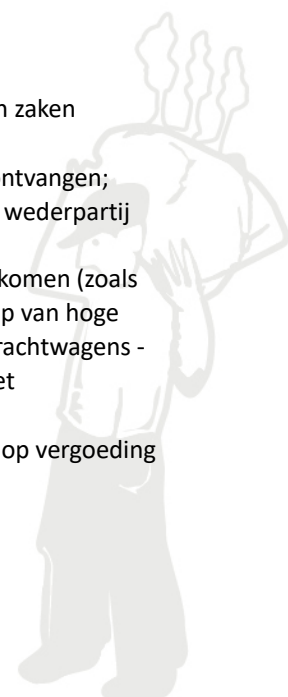 n zaken
ontvangen;
wederpartij
komen (zoals
p van hoge
rachtwagens -
et
op vergoeding